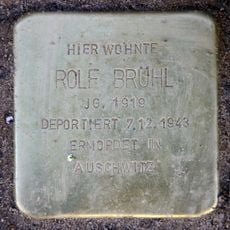 HIER WOHNTE
ROLF BRÜHL
JG. 1919
DEPORTIERT 7.12.1943
ERMORDET IN
AUSCHWITZ